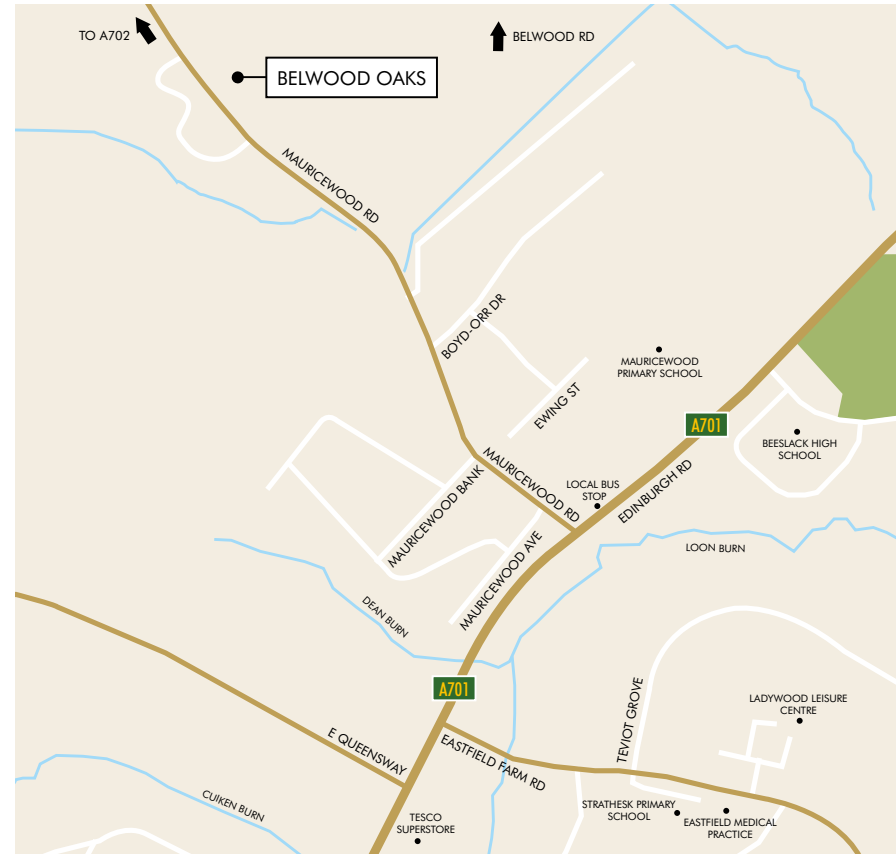 TO A702
BELWOOD RD
BELWOOD OAKS
MAURICEWOOD RD
BOYD-ORR DR
MAURICEWOOD
PRIMARY SCHOOL
EWING ST
A701
BEESLACK HIGH
SCHOOL
MAURICEWOOD BANK
MAURICEWOOD RD
LOCAL BUS
STOP
EDINBURGH RD
MAURICEWOOD AVE
LOON BURN
DEAN BURN
A701
TEVIOT GROVE
LADYWOOD LEISURE
CENTRE
E QUEENSWAY
EASTFIELD FARM RD
CUIKEN BURN
TESCO
SUPERSTORE
STRATHESK PRIMARY
SCHOOL
EASTFIELD MEDICAL
PRACTICE